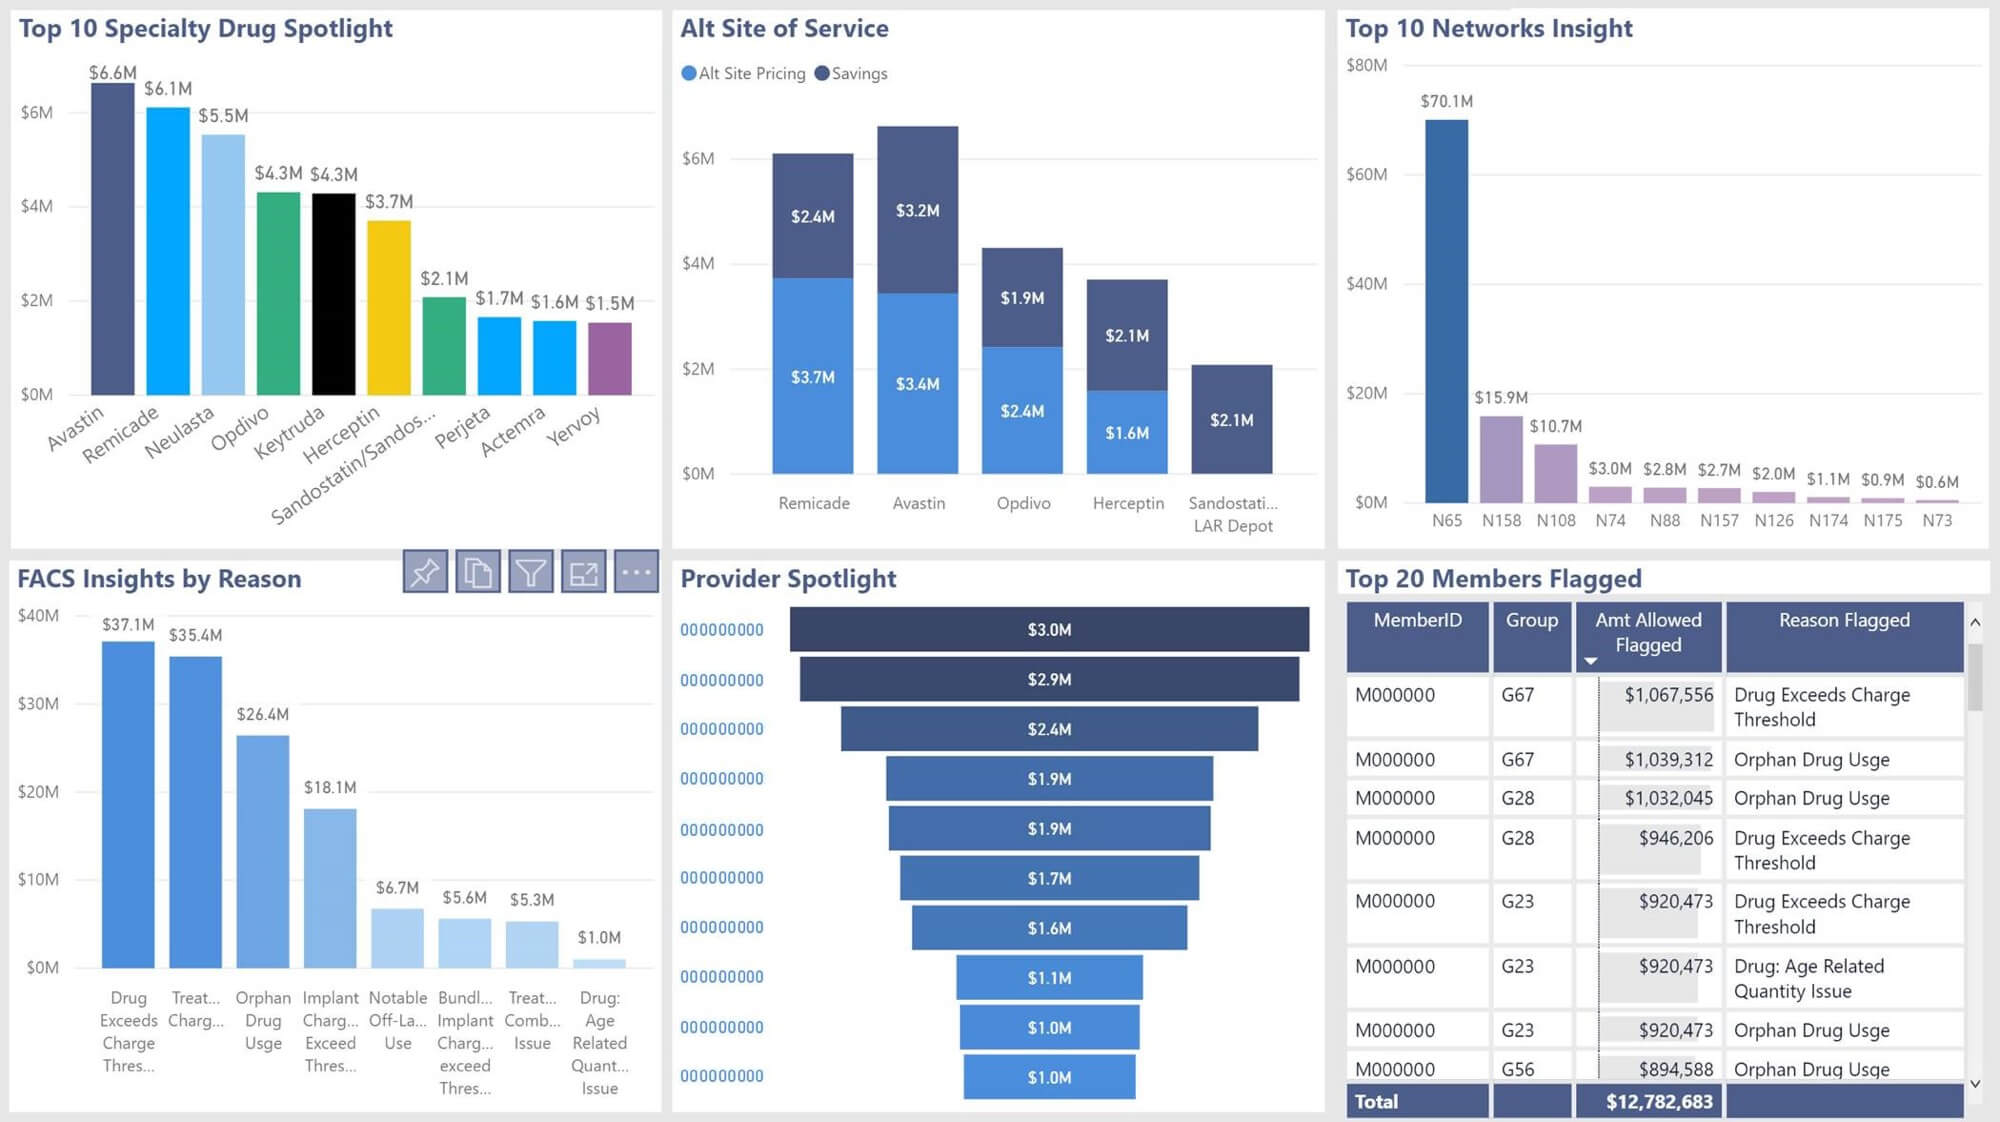 Top 10 Specialty Drug Spotlight
$6M
$4M
$2M
$0M
$6.6M
$6.1M
$5.5M
$4.3M
$4.3M
$3.7M
$2.1M
$1.7M
$1.6M
$1.5M
Avastin
Remicade
Neulasta
Opdivo
Keytruda
Herceptin
Sandostatin/Sandos...
Perjeta
Actemra
Yervoy
Alt Site of Service
Alt Site Pricing
Savings
$6M
$4M
$2M
$0M
$2.4M
$3.7M
$3.2M
$3.4M
$1.9M
$2.4M
$2.1M
$1.6M
$2.1M
Remicade
Avastin
Opdivo
Herceptin
Sandostati...
LAR Depot
Top 10 Networks Insight
$80M
$60M
$40M
$20M
$0M
$70.1M
$15.9M
$10.7M
$3.0M
$2.8M
$2.7M
$2.0M
$1.1M
$0.9M
$0.6M
N65
N158
N108
N74
N88
N157
N126
N174
N175
N73
FACS Insights by Reason
$40M
$30M
$20M
$10M
$0M
$37.1M
$35.4M
$26.4M
$18.1M
$6.7M
$5.6M
$5.3M
$1.0M
Drug
Exceeds
Charge
Thres...
Treat...
Charg...
Orphan
Drug
Usge
Implant
Charg...
Exceed
Thres...
Notable
Off-La...
Use
Bundl...
Implant
Charg...
exceed
Thres...
Treat...
Comb...
Issue
Drug:
Age
Related
Quant...
Issue
Provider Spotlight
000000000 $3.0M
000000000 $2.9M
000000000 $2.4M
000000000 $1.9M
000000000 $1.9M
000000000 $1.7M
000000000 $1.6M
000000000 $1.1M
000000000 $1.0M
000000000 $1.0M
Top 20 Members Flagged
MemberID Group Amt Allowed Reason Flagged
Flagged
M000000 G67 $1,067,556 Drug Exceeds Charge
Threshold
M000000 G67 $1,039,312 Orphan Drug Usge
M000000 G28 $1,032,045 Orphan Drug Usge
M000000 G28 $946,206 Drug Exceeds Charge
Threshold
M000000 G23 $920,473 Drug Exceeds Charge
Threshold
M000000 G23 $920,473 Drug: Age Related
Quantity Issue
M000000 G23 $920,473 Orphan Drug Usge
M000000 G56 $894,588 Orphan Drug Usge
Total $12,782,683